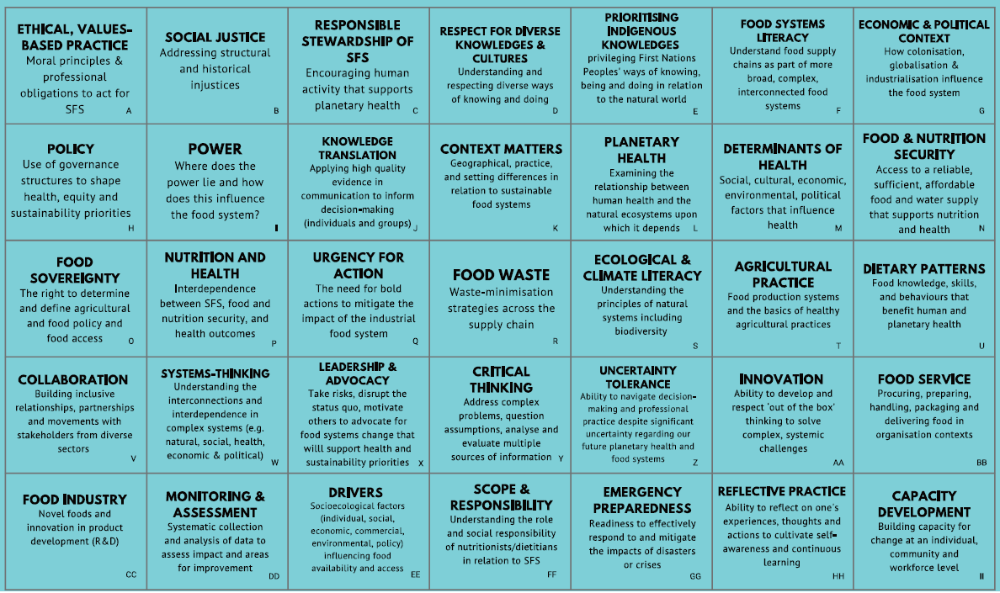 ETHICAL, VALUES-
BASED PRACTICE
Moral principles &
professional
obligations to act for
SFS
A
SOCIAL JUSTICE
Addressing structural
and historical
injustices
B
RESPONSIBLE
STEWARDSHIP OF
SFS
Encouraging human
activity that supports
planetary health
C
RESPECT FOR DIVERSE
KNOWLEDGES &
CULTURES
Understanding and
respecting diverse ways
of knowing and doing
D
PRIORITISING
INDIGENOUS
KNOWLEDGES
privileging First Nations
Peoples' ways of knowing,
being and doing in relation
to the natural world
E
FOOD SYSTEMS
LITERACY
Understand food supply
chains as part of more
broad, complex,
interconnected food
systems
F
ECONOMIC & POLITICAL
CONTEXT
How colonisation,
globalisation &
industrialisation influence
the food system
G
POLICY
Use of governance
structures to shape
health, equity and
sustainability priorities
H
POWER
Where does the
power lie and how
does this influence
the food system?
I
KNOWLEDGE
TRANSLATION
Applying high quality
evidence in
communication to inform
decision-making
(individuals and groups)
J
CONTEXT MATTERS
Geographical, practice,
and setting differences in
relation to sustainable
food systems
K
PLANETARY
HEALTH
Examining the
relationship between
human health and the
natural ecosystems upon
which it depends
L
DETERMINANTS OF
HEALTH
Social, cultural, economic,
environmental, political
factors that influence
health
M
FOOD & NUTRITION
SECURITY
Access to a reliable,
sufficient, affordable
food and water supply
that supports nutrition
and health
N
FOOD
SOVEREIGNTY
The right to determine
and define agricultural
and food policy and
food access
O
NUTRITION AND
HEALTH
Interdependence
between SFS, food and
nutrition security, and
health outcomes
P
URGENCY FOR
ACTION
The need for bold
actions to mitigate the
impact of the industrial
food system
Q
FOOD WASTE
Waste-minimisation
strategies across the
supply chain
R
ECOLOGICAL &
CLIMATE LITERACY
Understanding the
principles of natural
systems including
biodiversity
S
AGRICULTURAL
PRACTICE
Food production systems
and the basics of healthy
agricultural practices
T
DIETARY PATTERNS
Food knowledge, skills,
and behaviours that
benefit human and
planetary health
U
COLLABORATION
Building inclusive
relationships, partnerships
and movements with
stakeholders from diverse
sectors
V
SYSTEMS-THINKING
Understanding the
interconnections and
interdependence in
complex systems (e.g.
natural, social, health,
economic & political)
W
LEADERSHIP &
ADVOCACY
Take risks, disrupt the
status quo, motivate
others to advocate for
food systems change that
willl support health and
sustainability priorities
X
CRITICAL
THINKING
Address complex
problems, question
assumptions, analyse and
evaluate multiple
sources of information
Y
UNCERTAINTY
TOLERANCE
Ability to navigate decision-
making and professional
practice despite significant
uncertainty regarding our
future planetary health and
food systems
Z
INNOVATION
Ability to develop and
respect 'out of the box'
thinking to solve
complex, systemic
challenges
AA
FOOD SERVICE
Procuring, preparing,
handling, packaging and
delivering food in
organisation contexts
BB
FOOD INDUSTRY
Novel foods and
innovation in product
development (R&D)
CC
MONITORING &
ASSESSMENT
Systematic collection
and analysis of data to
assess impact and areas
for improvement
DD
DRIVERS
Socioecological factors
(individual, social,
economic, commercial,
environmental, policy)
influencing food
availability and access
EE
SCOPE &
RESPONSIBILITY
Understanding the role
and social responsibility
of nutritionists/dietitians
in relation to SFS
FF
EMERGENCY
PREPAREDNESS
Readiness to effectively
respond to and mitigate
the impacts of disasters
or crises
GG
REFLECTIVE PRACTICE
Ability to reflect on one's
experiences, thoughts and
actions to cultivate self-
awareness and continuous
learning
HH
CAPACITY
DEVELOPMENT
Building capacity for
change at an individual,
community and
workforce level
II